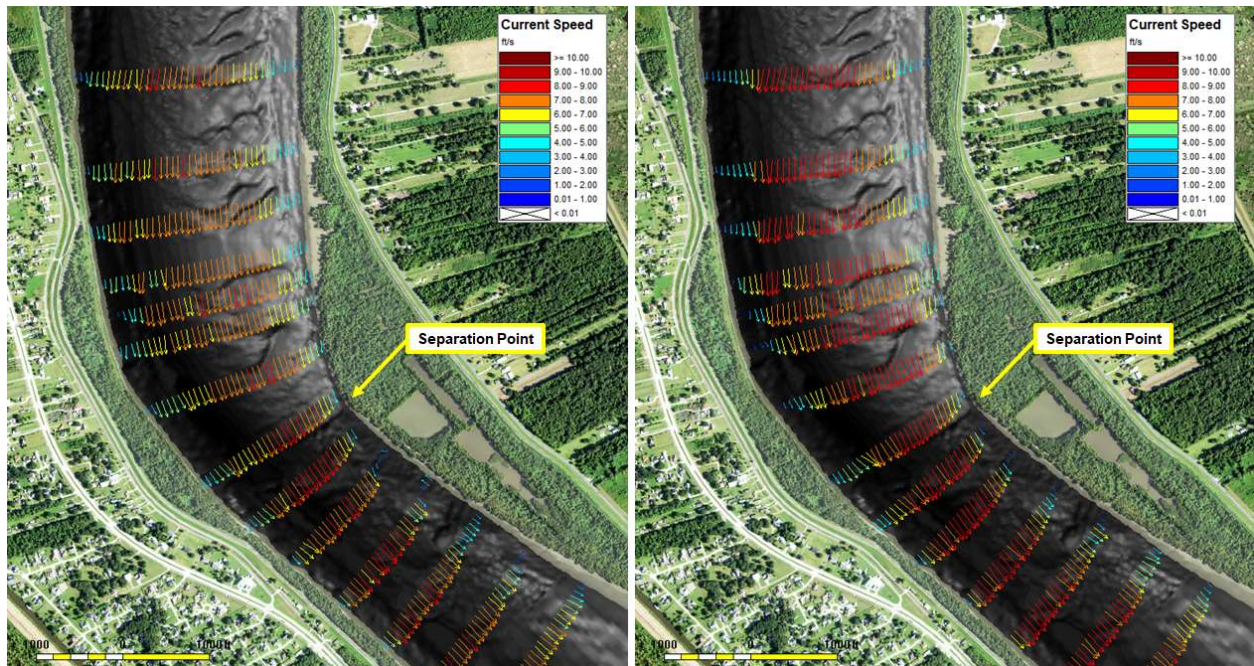 Current Speed
ft/s
>= 10.00
9.00 - 10.00
8.00 - 9.00
7.00 - 8.00
6.00 - 7.00
5.00 - 6.00
4.00 - 5.00
3.00 - 4.00
2.00 - 3.00
1.00 - 2.00
0.01 - 1.00
< 0.01
Separation Point
Current Speed
ft/s
>= 10.00
9.00 - 10.00
8.00 - 9.00
7.00 - 8.00
6.00 - 7.00
5.00 - 6.00
4.00 - 5.00
3.00 - 4.00
2.00 - 3.00
1.00 - 2.00
0.01 - 1.00
< 0.01
Separation Point